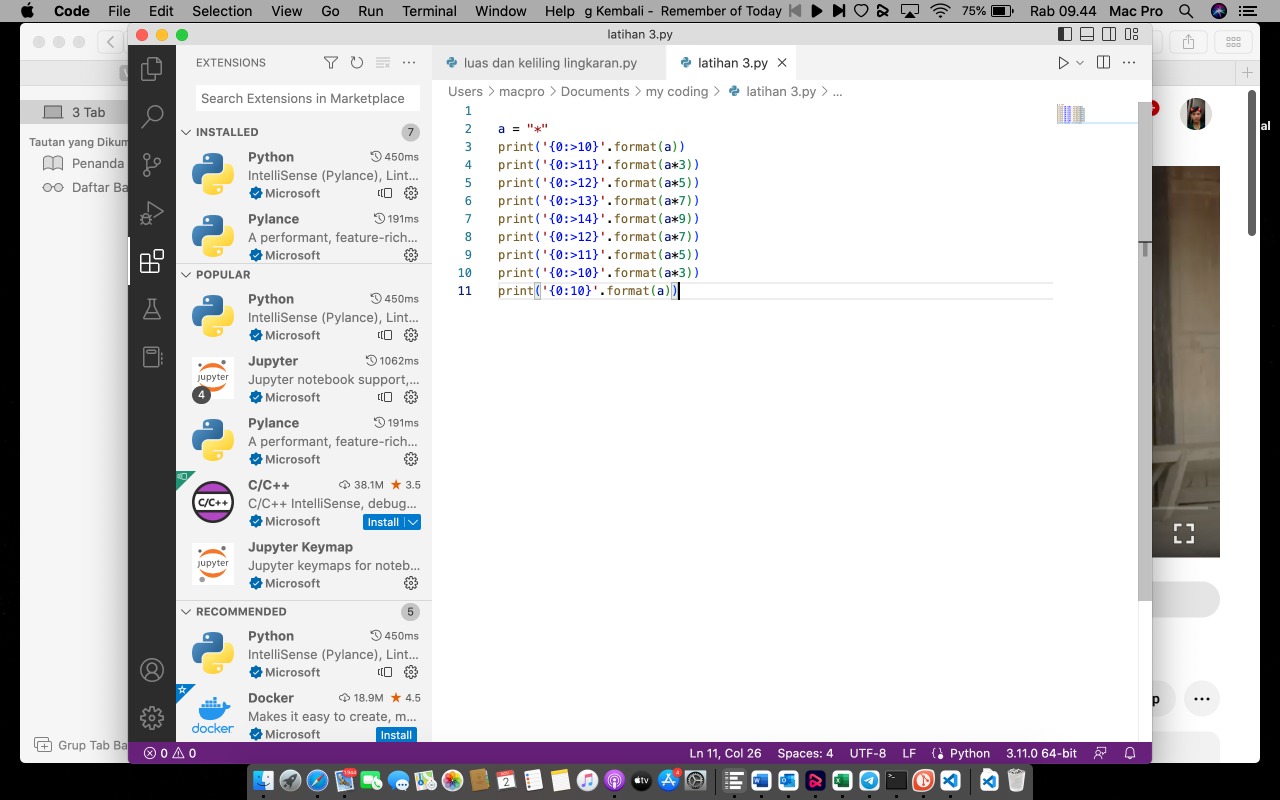 Code File Edit Selection View Go Run Terminal Window Help g Kembali - Remember of Today 75% Rab 09.44 Mac Pro
latihan 3.py
3 Tab
Tautan yang Dikum
Penanda
Daftar Ba
Grup Tab Ba
EXTENSIONS
Search Extensions in Marketplace
INSTALLED 7
Python 450ms
IntelliSense (Pylance), Lint...
Microsoft
Pylance 191ms
A performant, feature-rich...
Microsoft
POPULAR
Python 450ms
IntelliSense (Pylance), Lint...
Microsoft
Jupyter 1062ms
Jupyter notebook support,...
jupyter
4
Microsoft
Pylance 191ms
A performant, feature-rich...
Microsoft
C/C++ 38.1M 3.5
C/C++ IntelliSense, debug...
C/C++
Microsoft Install
Jupyter Keymap
Jupyter keymaps for noteb...
jupyter
Microsoft
RECOMMENDED 5
Python 450ms
IntelliSense (Pylance), Lint...
Microsoft
Docker 18.9M 4.5
Makes it easy to create, m...
docker
Microsoft Install
luas dan keliling lingkaran.py latihan 3.py
Users > macpro > Documents > my coding > latihan 3.py > ...
1
2 a = "*"
3 print('{0:>10}'.format(a))
4 print('{0:>11}'.format(a*3))
5 print('{0:>12}'.format(a*5))
6 print('{0:>13}'.format(a*7))
7 print('{0:>14}'.format(a*9))
8 print('{0:>12}'.format(a*7))
9 print('{0:>11}'.format(a*5))
10 print('{0:>10}'.format(a*3))
11 print('{0:10}'.format(a))
al
p
0 0 Ln 11, Col 26 Spaces: 4 UTF-8 LF Python 3.11.0 64-bit